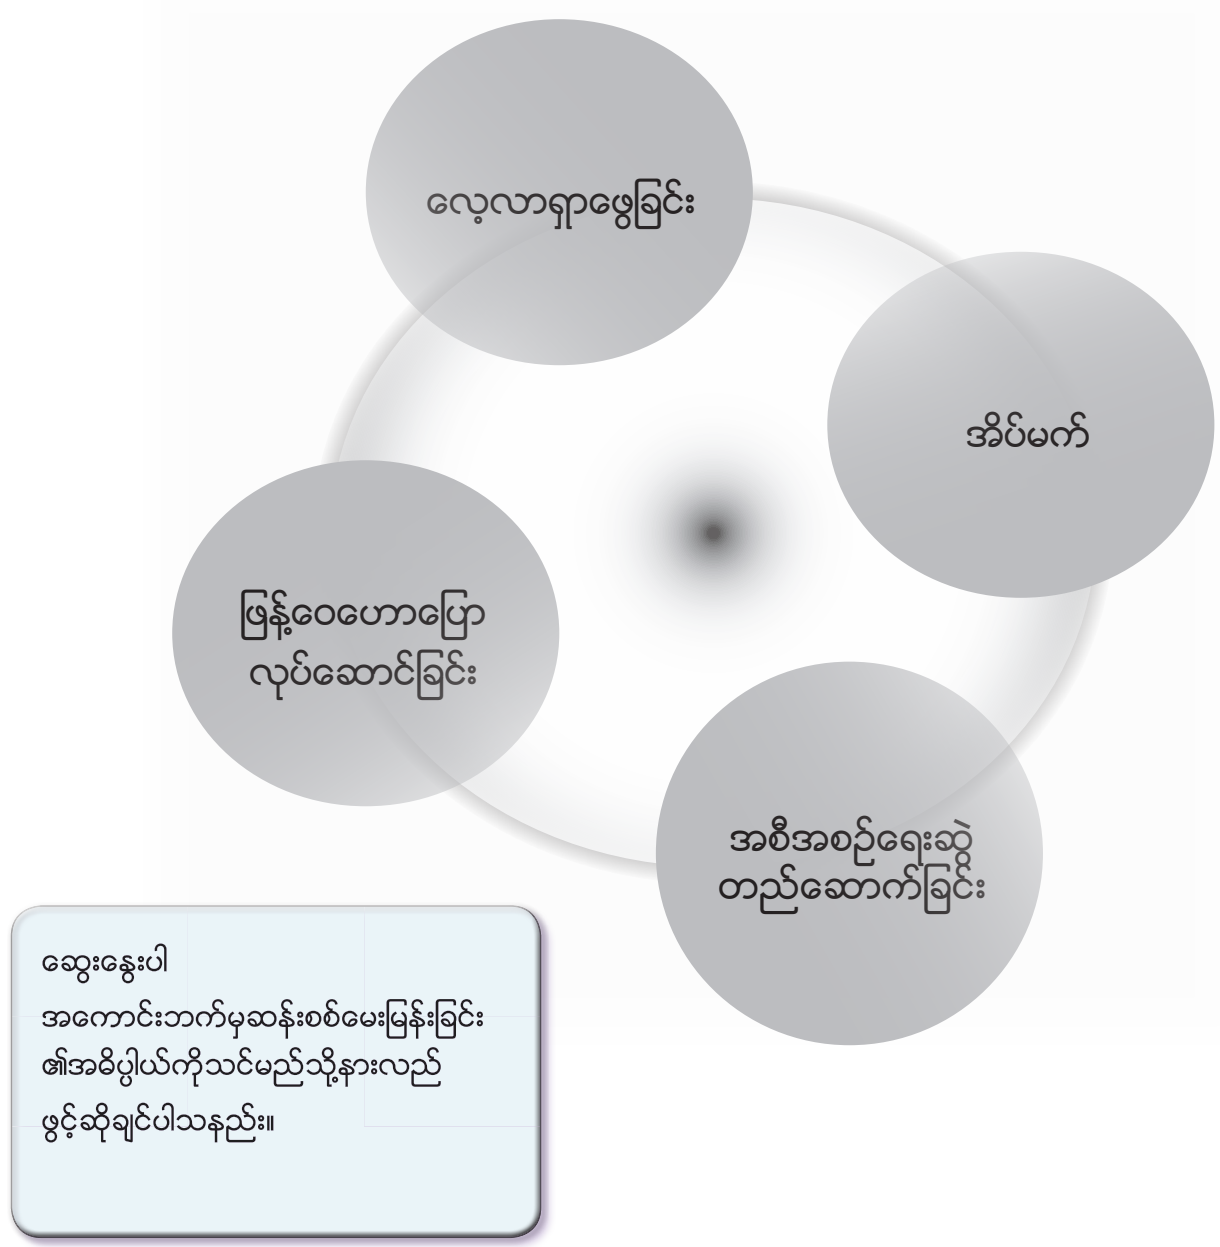 လေ့လာရှာဖွေခြင်း
အိပ်မက်
ဖြန့်ဝေဟောပြော
လုပ်ဆောင်ခြင်း
အစီအစဉ်ရေးဆွဲ
တည်ဆောက်ခြင်း
ဆွေးနွေးပါ
အကောင်းဘက်မှဆန်းစစ်မေးမြန်းခြင်း
၏အဓိပ္ပါယ်ကိုသင်မည်သို့နားလည်
ဖွင့်ဆိုချင်ပါသနည်း။